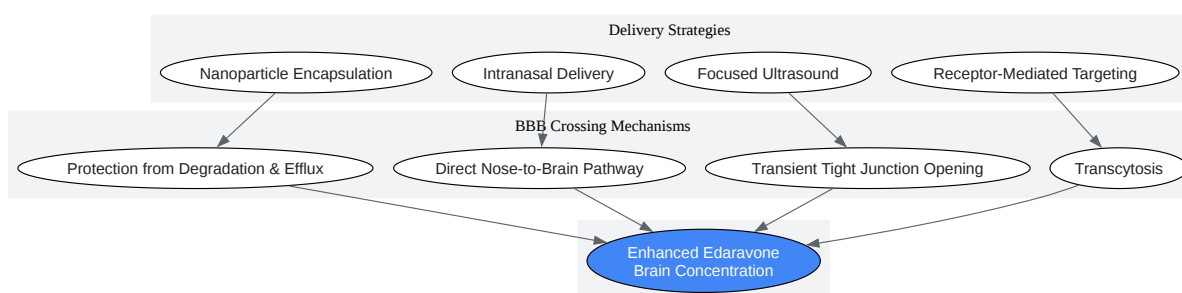 Delivery Strategies
Nanoparticle Encapsulation
Intranasal Delivery
Focused Ultrasound
Receptor-Mediated Targeting
BBB Crossing Mechanisms
Protection from Degradation & Efflux
Direct Nose-to-Brain Pathway
Transient Tight Junction Opening
Transcytosis
Enhanced Edaravone
Brain Concentration